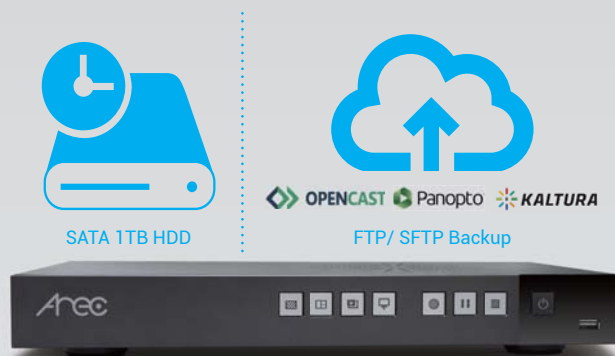 OPENCAST Panopto KALTURA
SATA 1TB HDD
FTP/ SFTP Backup
Arec